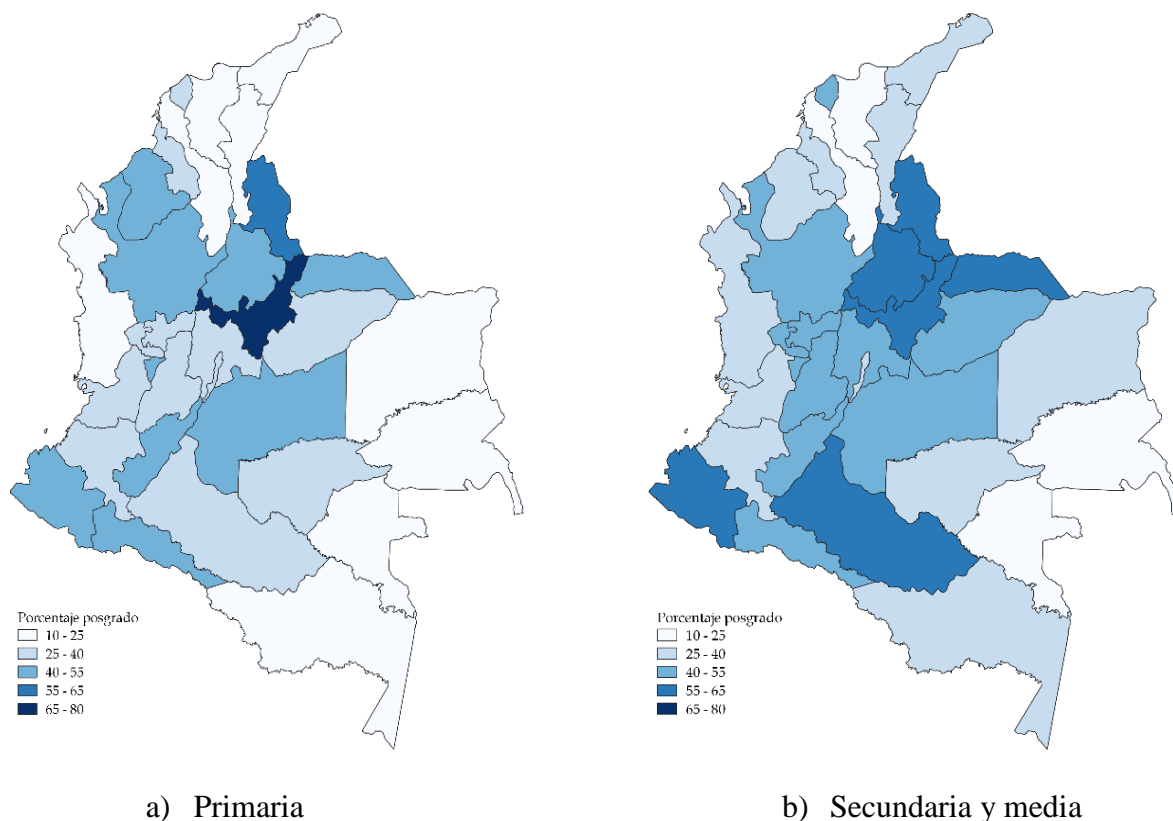 Porcentaje posgrado
10 - 25
25 - 40
40 - 55
55 - 65
65 - 80
Porcentaje posgrado
10 - 25
25 - 40
40 - 55
55 - 65
65 - 80
a) Primaria
b) Secundaria y media